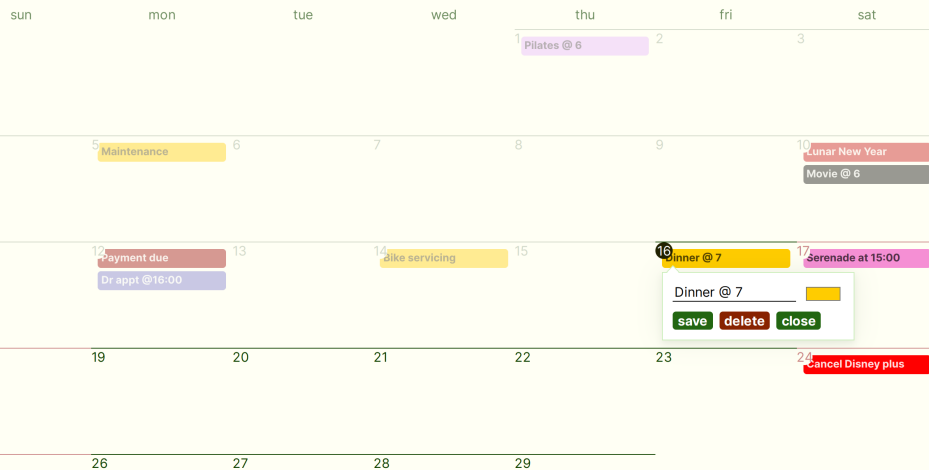 sun mon tue wed thu fri sat
1 2 3
Pilates @ 6
5 6 7 8 9 10
Maintenance Lunar New Year
Movie @ 6
12 13 14 15 16 17
Payment due Bike servicing Dinner @ 7 Serenade at 15:00
Dr appt @16:00
Dinner @ 7
save delete close
19 20 21 22 23 24
Cancel Disney plus
26 27 28 29